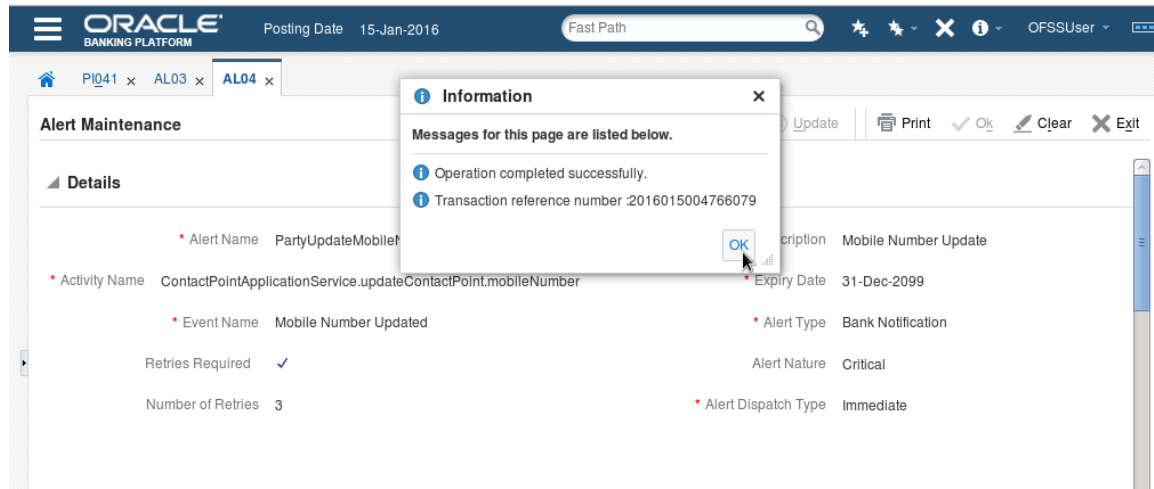 ORACLE
BANKING PLATFORM
Posting Date 15-Jan-2016
Fast Path
OFSSUser
PI041 x AL03 x AL04 x
Alert Maintenance
Update Print Ok Clear Exit
Information
Messages for this page are listed below.
Operation completed successfully.
Transaction reference number :2016015004766079
OK
Details
* Alert Name PartyUpdateMobile
cription Mobile Number Update
* Activity Name ContactPointApplicationService.updateContactPoint.mobileNumber
* Expiry Date 31-Dec-2099
* Event Name Mobile Number Updated
* Alert Type Bank Notification
Retries Required ✓
Alert Nature Critical
Number of Retries 3
* Alert Dispatch Type Immediate